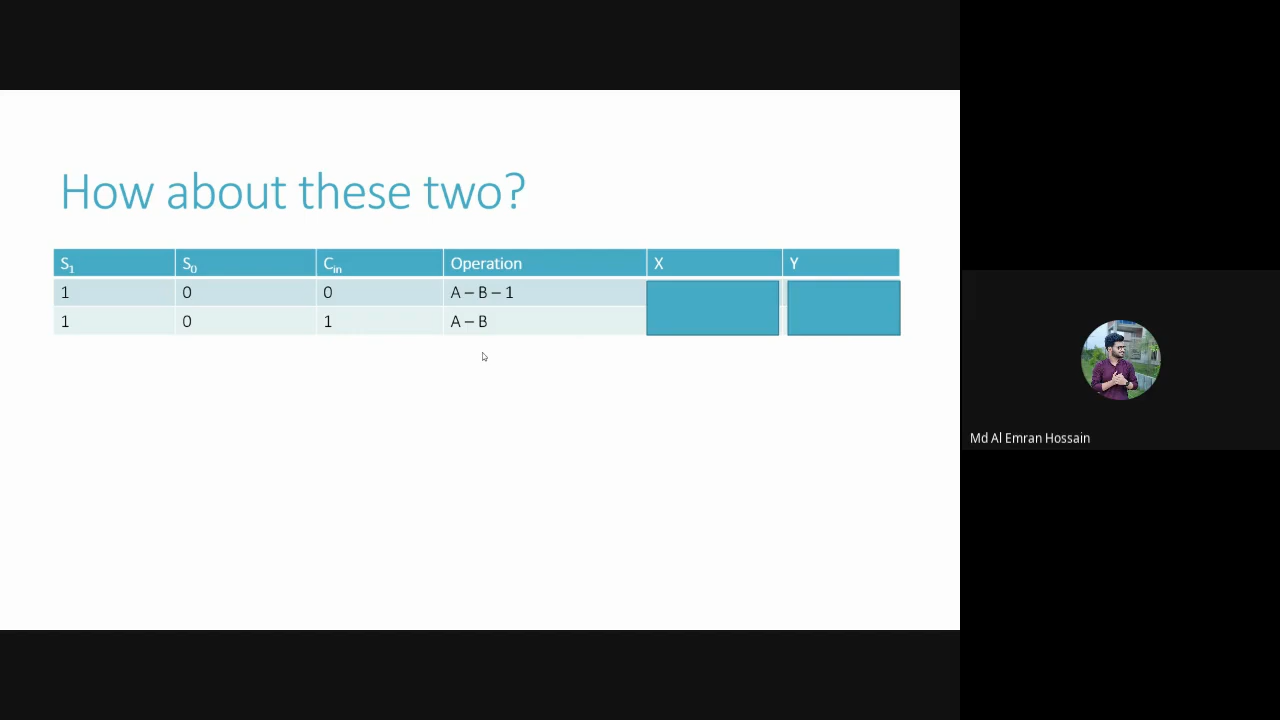 How about these two?
S₁ S₀ Cᵢₙ Operation X Y
1 0 0 A – B – 1
1 0 1 A – B
Md Al Emran Hossain